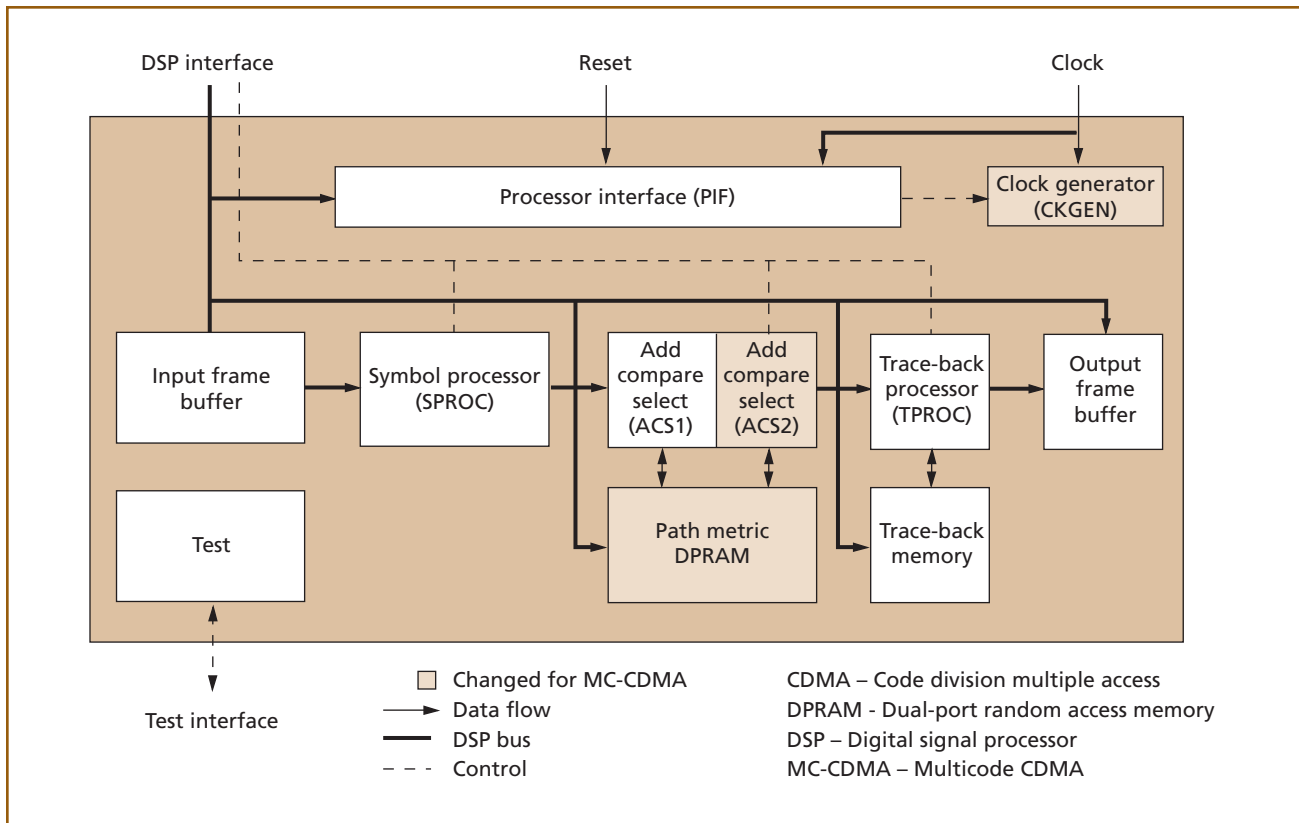 DSP interface
Reset
Clock
Processor interface (PIF)
Clock generator
(CKGEN)
Input frame
buffer
Symbol processor
(SPROC)
Add
compare
select
(ACS1)
Add
compare
select
(ACS2)
Trace-back
processor
(TPROC)
Output
frame
buffer
Test
Path metric
DPRAM
Trace-back
memory
Test interface
Changed for MC-CDMA
Data flow
DSP bus
Control
CDMA – Code division multiple access
DPRAM - Dual-port random access memory
DSP – Digital signal processor
MC-CDMA – Multicode CDMA